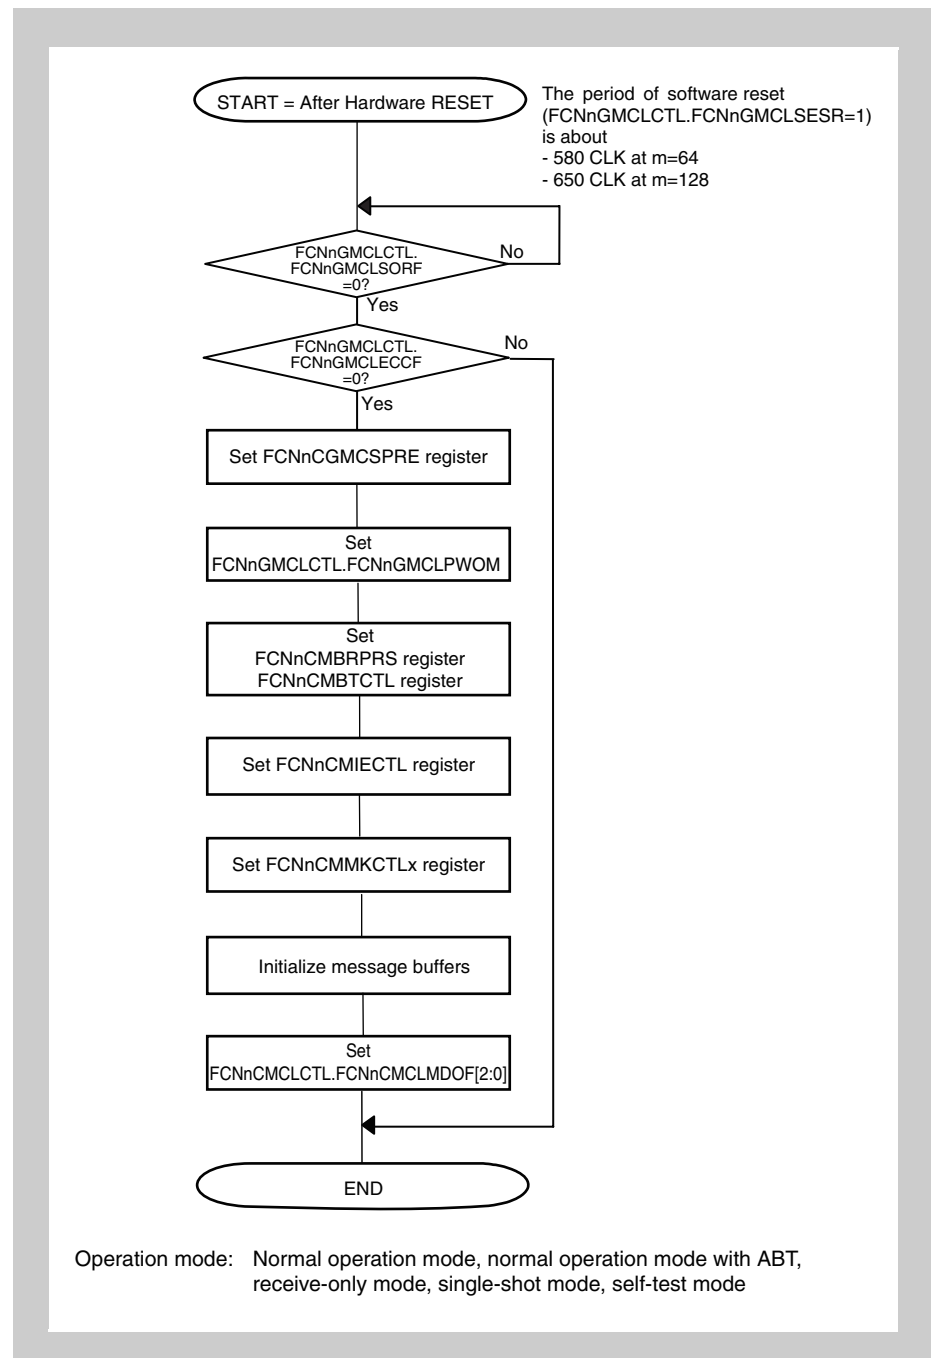 START = After Hardware RESET
The period of software reset
(FCNnGMCLCTL.FCNnGMCLSESR=1)
is about
- 580 CLK at m=64
- 650 CLK at m=128
FCNnGMCLCTL.
FCNnGMCLSORF
=0?
No
Yes
FCNnGMCLCTL.
FCNnGMCLECCF
=0?
No
Yes
Set FCNnCGMCSPRE register
Set
FCNnGMCLCTL.FCNnGMCLPWOM
Set
FCNnCMBRPRS register
FCNnCMBTCTL register
Set FCNnCMIECTL register
Set FCNnCMMKCTLx register
Initialize message buffers
Set
FCNnCMCLCTL.FCNnCMCLMDOF[2:0]
END
Operation mode: Normal operation mode, normal operation mode with ABT,
receive-only mode, single-shot mode, self-test mode